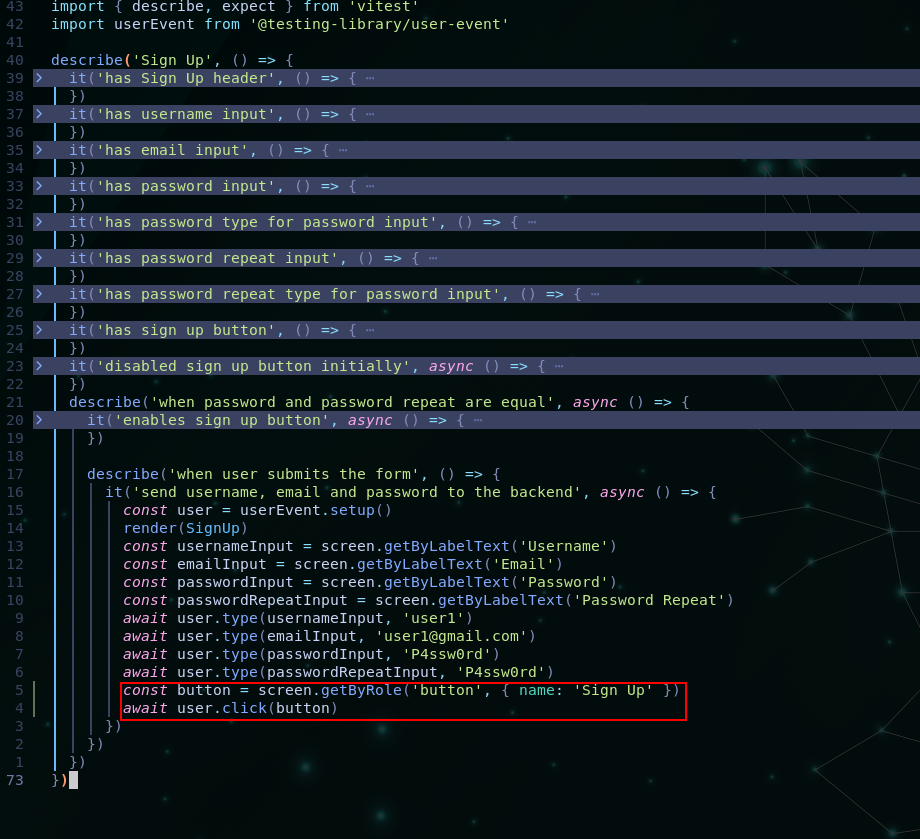 43 import { describe, expect } from 'vitest'
42 import userEvent from '@testing-library/user-event'
41
40 describe('Sign Up', () => {
39 > it('has Sign Up header', () => { ⋯
38 })
37 > it('has username input', () => { ⋯
36 })
35 > it('has email input', () => { ⋯
34 })
33 > it('has password input', () => { ⋯
32 })
31 > it('has password type for password input', () => { ⋯
30 })
29 > it('has password repeat input', () => { ⋯
28 })
27 > it('has password repeat type for password input', () => { ⋯
26 })
25 > it('has sign up button', () => { ⋯
24 })
23 > it('disabled sign up button initially', async () => { ⋯
22 })
21 describe('when password and password repeat are equal', async () => {
20 > it('enables sign up button', async () => { ⋯
19 })
18
17 describe('when user submits the form', () => {
16 it('send username, email and password to the backend', async () => {
15 const user = userEvent.setup()
14 render(SignUp)
13 const usernameInput = screen.getByLabelText('Username')
12 const emailInput = screen.getByLabelText('Email')
11 const passwordInput = screen.getByLabelText('Password')
10 const passwordRepeatInput = screen.getByLabelText('Password Repeat')
9 await user.type(usernameInput, 'user1')
8 await user.type(emailInput, 'user1@gmail.com')
7 await user.type(passwordInput, 'P4ssw0rd')
6 await user.type(passwordRepeatInput, 'P4ssw0rd')
5 const button = screen.getByRole('button', { name: 'Sign Up' })
4 await user.click(button)
3 })
2 })
1 })
73 })